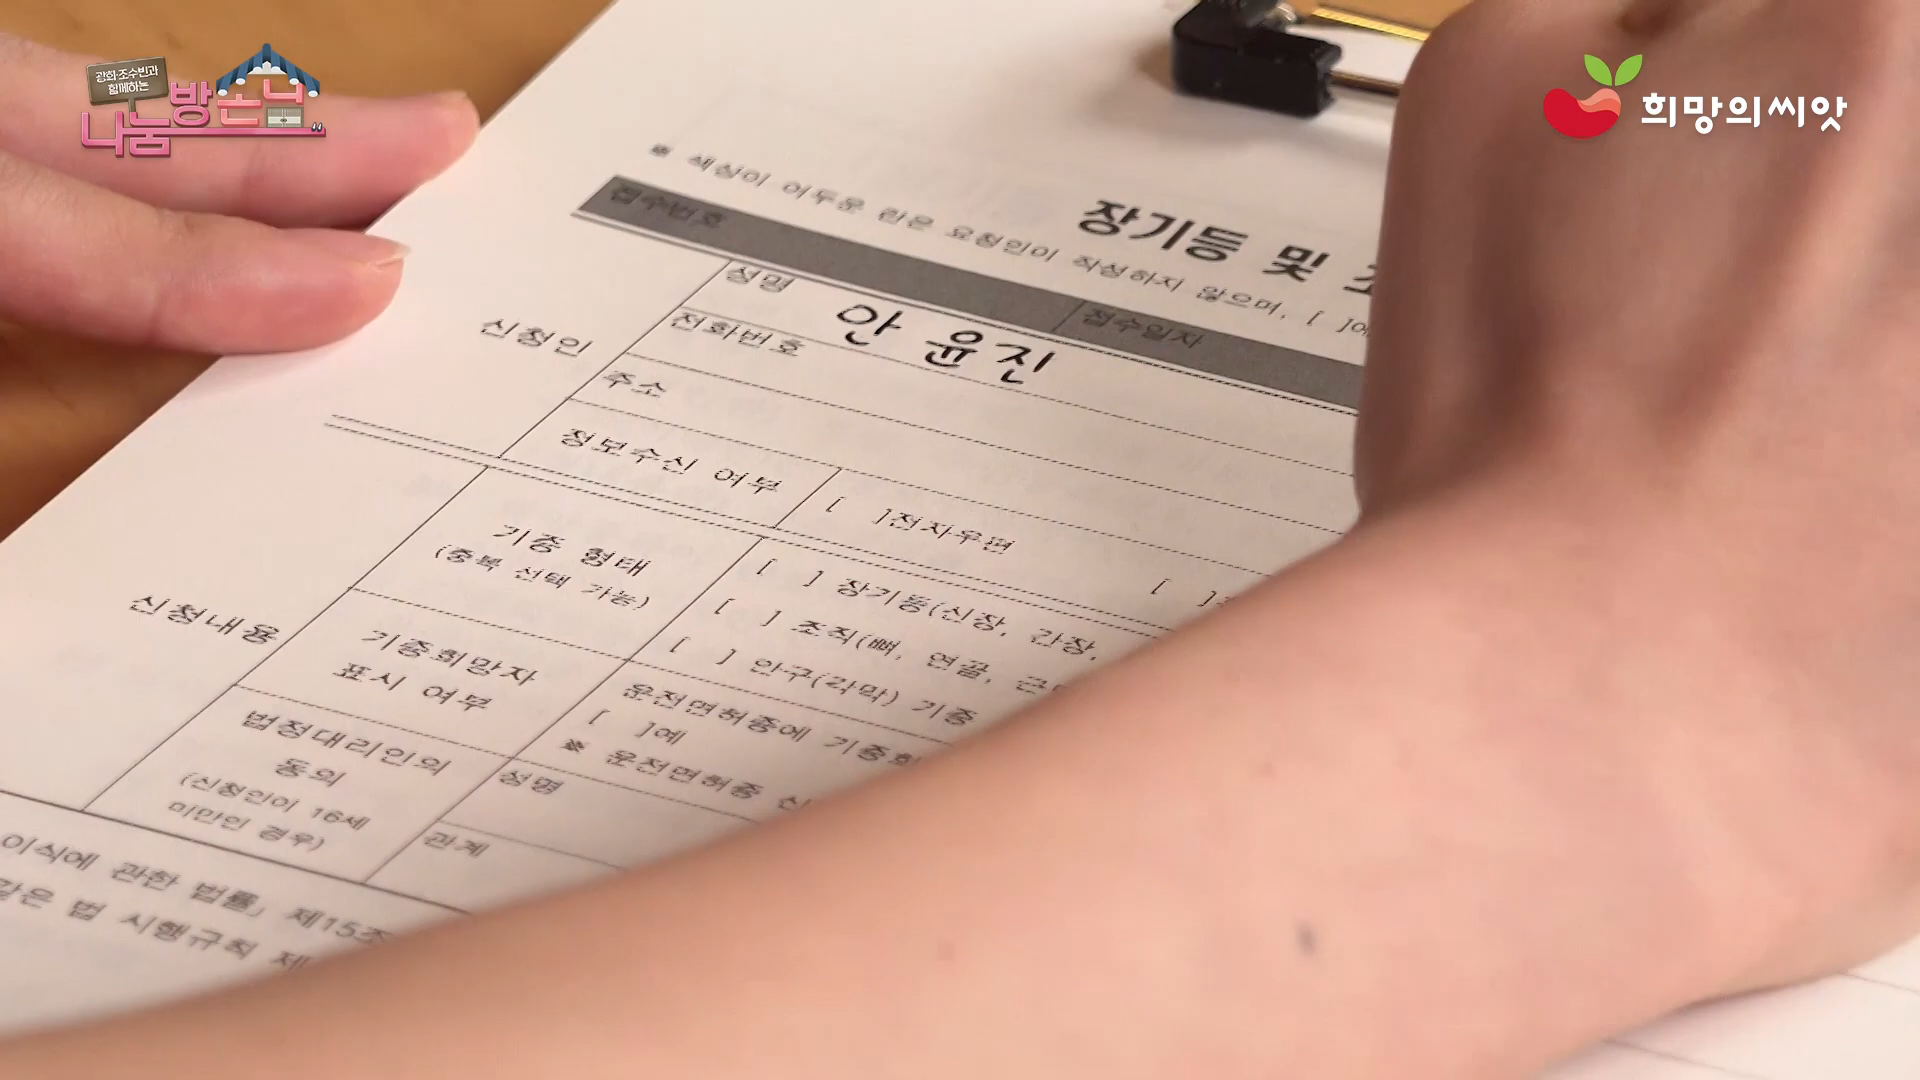 광화·조수빈과
함께하는
나눔방손님
희망의씨앗
장기등 및
※ 색상이 어두운 란은 요청인이 작성하지 않으며, [ ]에
접수번호
접수일자
신청인
성명
안윤진
전화번호
주소
정보수신 여부
[ ]전자우편
[ ]
신청내용
기증 형태
(중복 선택 가능)
[ ] 장기등(신장, 간장,
[ ] 조직(뼈, 연골,
[ ] 안구(각막) 기증
기증희망자
표시 여부
운전면허증에
[ ]예
※ 운전면허증
법정대리인의
동의
(신청인이 16세
미만인 경우)
성명
관계
이식에 관한 법률」 제15조
같은 법 시행규칙